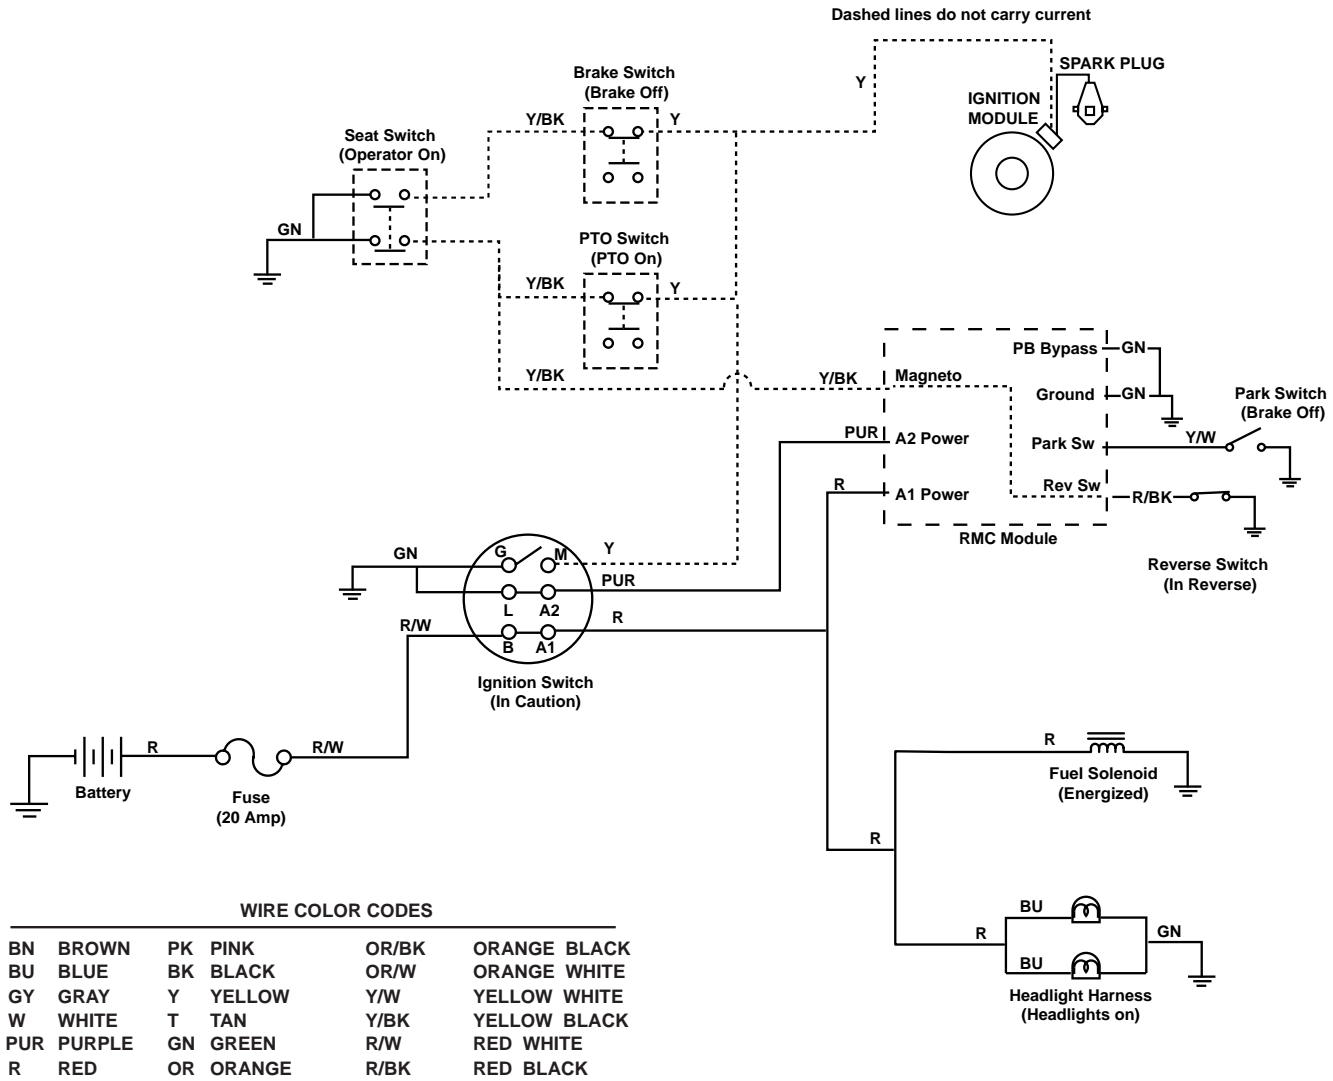 Dashed lines do not carry current
SPARK PLUG
Y
IGNITION
MODULE
Brake Switch
(Brake Off)
Y/BK
Y
Seat Switch
(Operator On)
GN
PTO Switch
(PTO On)
Y/BK
Y
Y/BK
Y/BK
Magneto
PB Bypass
GN
Ground
GN
Park Switch
(Brake Off)
PUR
A2 Power
Park Sw
Y/W
R
A1 Power
Rev Sw
R/BK
RMC Module
Reverse Switch
(In Reverse)
GN
G
M
Y
PUR
L
A2
R/W
R
B
A1
Ignition Switch
(In Caution)
R
R/W
Battery
Fuse
(20 Amp)
R
Fuel Solenoid
(Energized)
R
BU
R
GN
BU
Headlight Harness
(Headlights on)
WIRE COLOR CODES
BN BROWN PK PINK OR/BK ORANGE BLACK
BU BLUE BK BLACK OR/W ORANGE WHITE
GY GRAY Y YELLOW Y/W YELLOW WHITE
W WHITE T TAN Y/BK YELLOW BLACK
PUR PURPLE GN GREEN R/W RED WHITE
R RED OR ORANGE R/BK RED BLACK